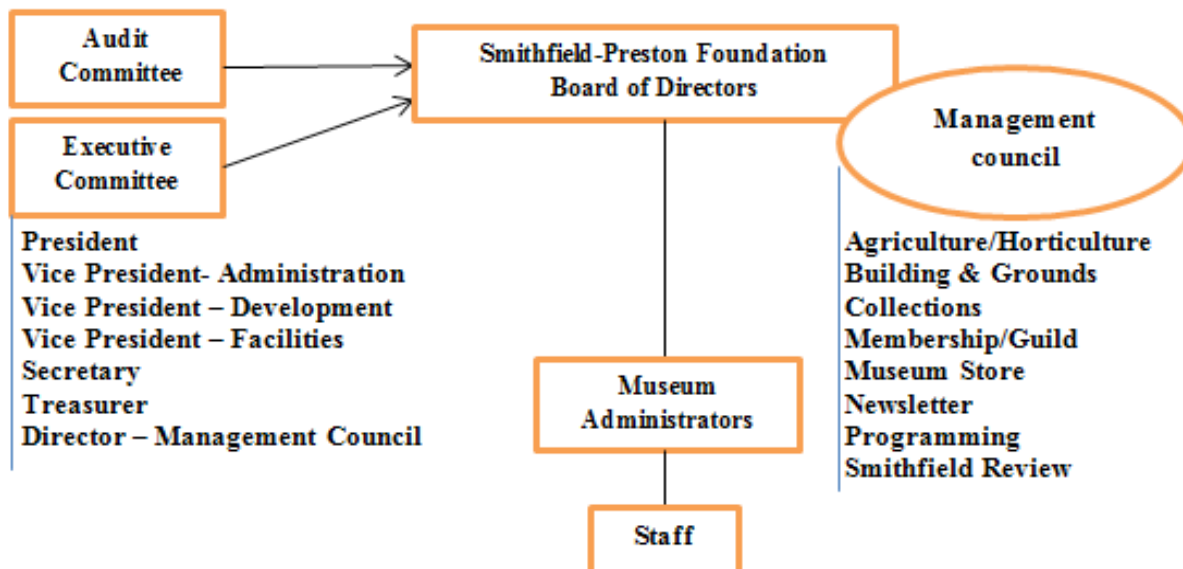 Audit
Committee
Smithfield-Preston Foundation
Board of Directors
Management
council
Executive
Committee
President
Vice President- Administration
Vice President – Development
Vice President – Facilities
Secretary
Treasurer
Director – Management Council
Agriculture/Horticulture
Building & Grounds
Collections
Membership/Guild
Museum Store
Newsletter
Programming
Smithfield Review
Museum
Administrators
Staff